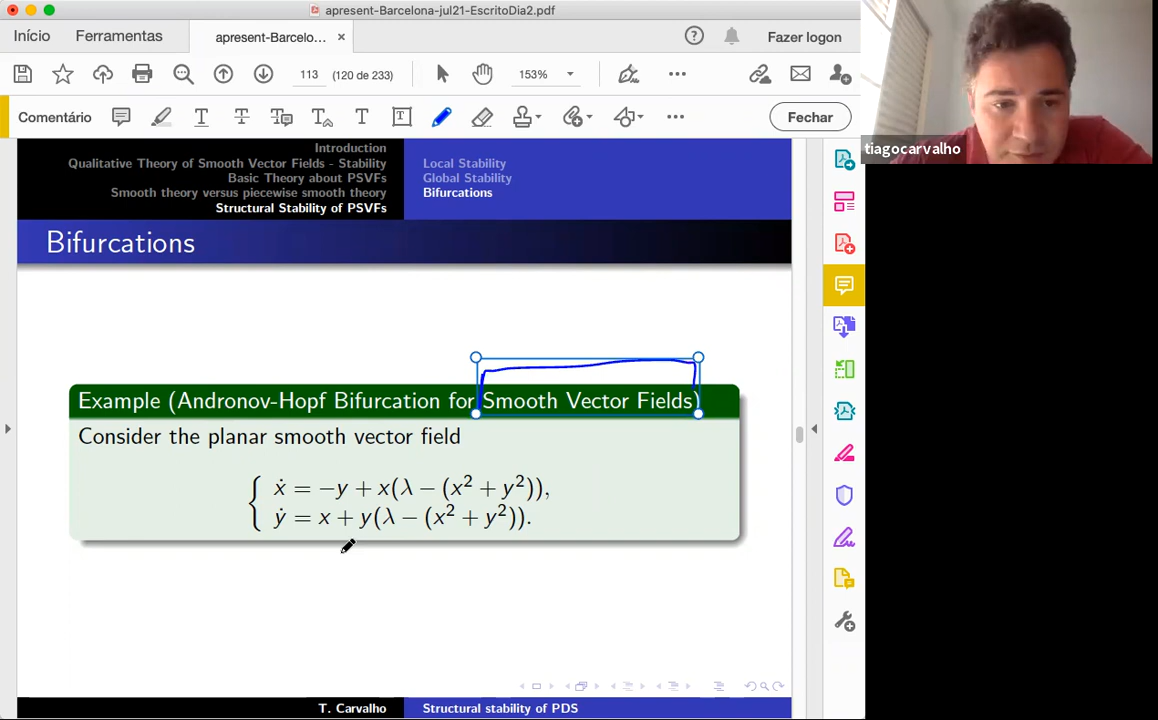 apresent-Barcelona-jul21-EscritoDia2.pdf
Início Ferramentas apresent-Barcelo... × ? Fazer logon
113 (120 de 233) 153%
Comentário Fechar
tiagocarvalho
Introduction
Qualitative Theory of Smooth Vector Fields - Stability
Basic Theory about PSVFs
Smooth theory versus piecewise smooth theory
Structural Stability of PSVFs
Local Stability
Global Stability
Bifurcations
Bifurcations
Example (Andronov-Hopf Bifurcation for Smooth Vector Fields)
Consider the planar smooth vector field
ẋ = −y + x(λ − (x² + y²)),
ẏ = x + y(λ − (x² + y²)).
T. Carvalho Structural stability of PDS